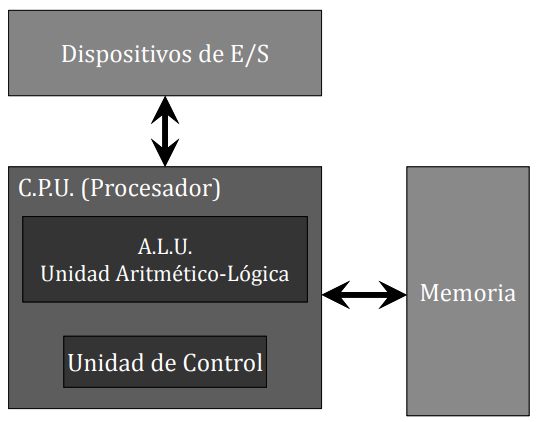 Dispositivos de E/S
C.P.U. (Procesador)
A.L.U.
Unidad Aritmético-Lógica
Memoria
Unidad de Control